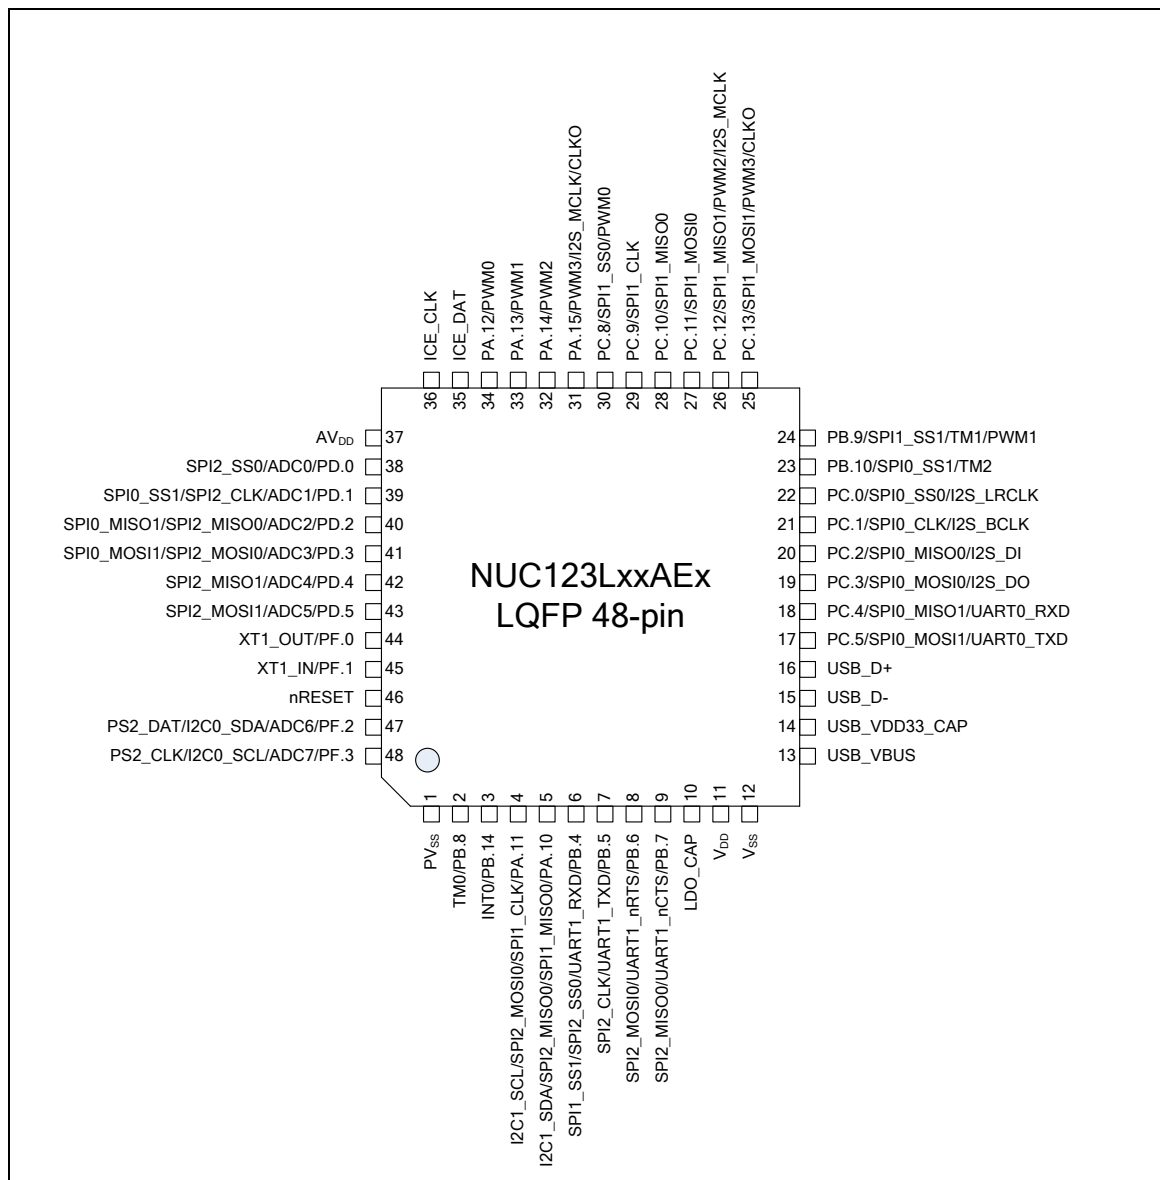 ICE_CLK
ICE_DAT
PA.12/PWM0
PA.13/PWM1
PA.14/PWM2
PA.15/PWM3/I2S_MCLK/CLKO
PC.8/SPI1_SS0/PWM0
PC.9/SPI1_CLK
PC.10/SPI1_MISO0
PC.11/SPI1_MOSI0
PC.12/SPI1_MISO1/PWM2/I2S_MCLK
PC.13/SPI1_MOSI1/PWM3/CLKO
36
35
34
33
32
31
30
29
28
27
26
25
AVDD 37
SPI2_SS0/ADC0/PD.0 38
SPI0_SS1/SPI2_CLK/ADC1/PD.1 39
SPI0_MISO1/SPI2_MISO0/ADC2/PD.2 40
SPI0_MOSI1/SPI2_MOSI0/ADC3/PD.3 41
SPI2_MISO1/ADC4/PD.4 42
SPI2_MOSI1/ADC5/PD.5 43
XT1_OUT/PF.0 44
XT1_IN/PF.1 45
nRESET 46
PS2_DAT/I2C0_SDA/ADC6/PF.2 47
PS2_CLK/I2C0_SCL/ADC7/PF.3 48
NUC123LxxAEx
LQFP 48-pin
24 PB.9/SPI1_SS1/TM1/PWM1
23 PB.10/SPI0_SS1/TM2
22 PC.0/SPI0_SS0/I2S_LRCLK
21 PC.1/SPI0_CLK/I2S_BCLK
20 PC.2/SPI0_MISO0/I2S_DI
19 PC.3/SPI0_MOSI0/I2S_DO
18 PC.4/SPI0_MISO1/UART0_RXD
17 PC.5/SPI0_MOSI1/UART0_TXD
16 USB_D+
15 USB_D-
14 USB_VDD33_CAP
13 USB_VBUS
1
2
3
4
5
6
7
8
9
10
11
12
PVSS
TM0/PB.8
INT0/PB.14
I2C1_SCL/SPI2_MOSI0/SPI1_CLK/PA.11
I2C1_SDA/SPI2_MISO0/SPI1_MISO0/PA.10
SPI1_SS1/SPI2_SS0/UART1_RXD/PB.4
SPI2_CLK/UART1_TXD/PB.5
SPI2_MOSI0/UART1_nRTS/PB.6
SPI2_MISO0/UART1_nCTS/PB.7
LDO_CAP
VDD
VSS